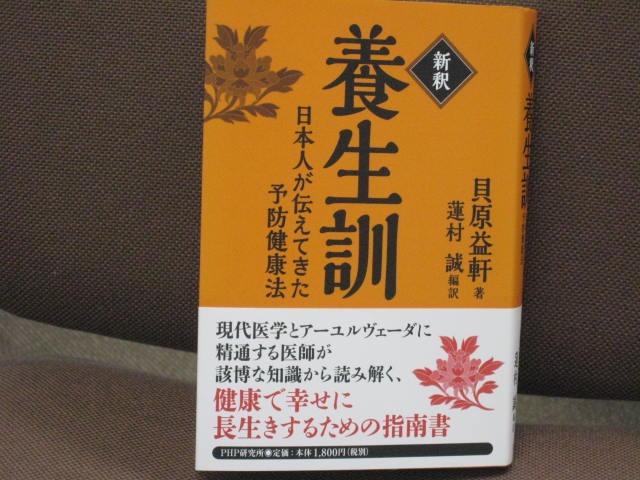 新釈
養生訓
日本人が伝えてきた
予防健康法
貝原益軒 著
蓮村 誠 編訳
現代医学とアーユルヴェーダに
精通する医師が
該博な知識から読み解く、
健康で幸せに
長生きするための指南書
PHP研究所◉定価:本体1,800円(税別)
新釈
養生訓